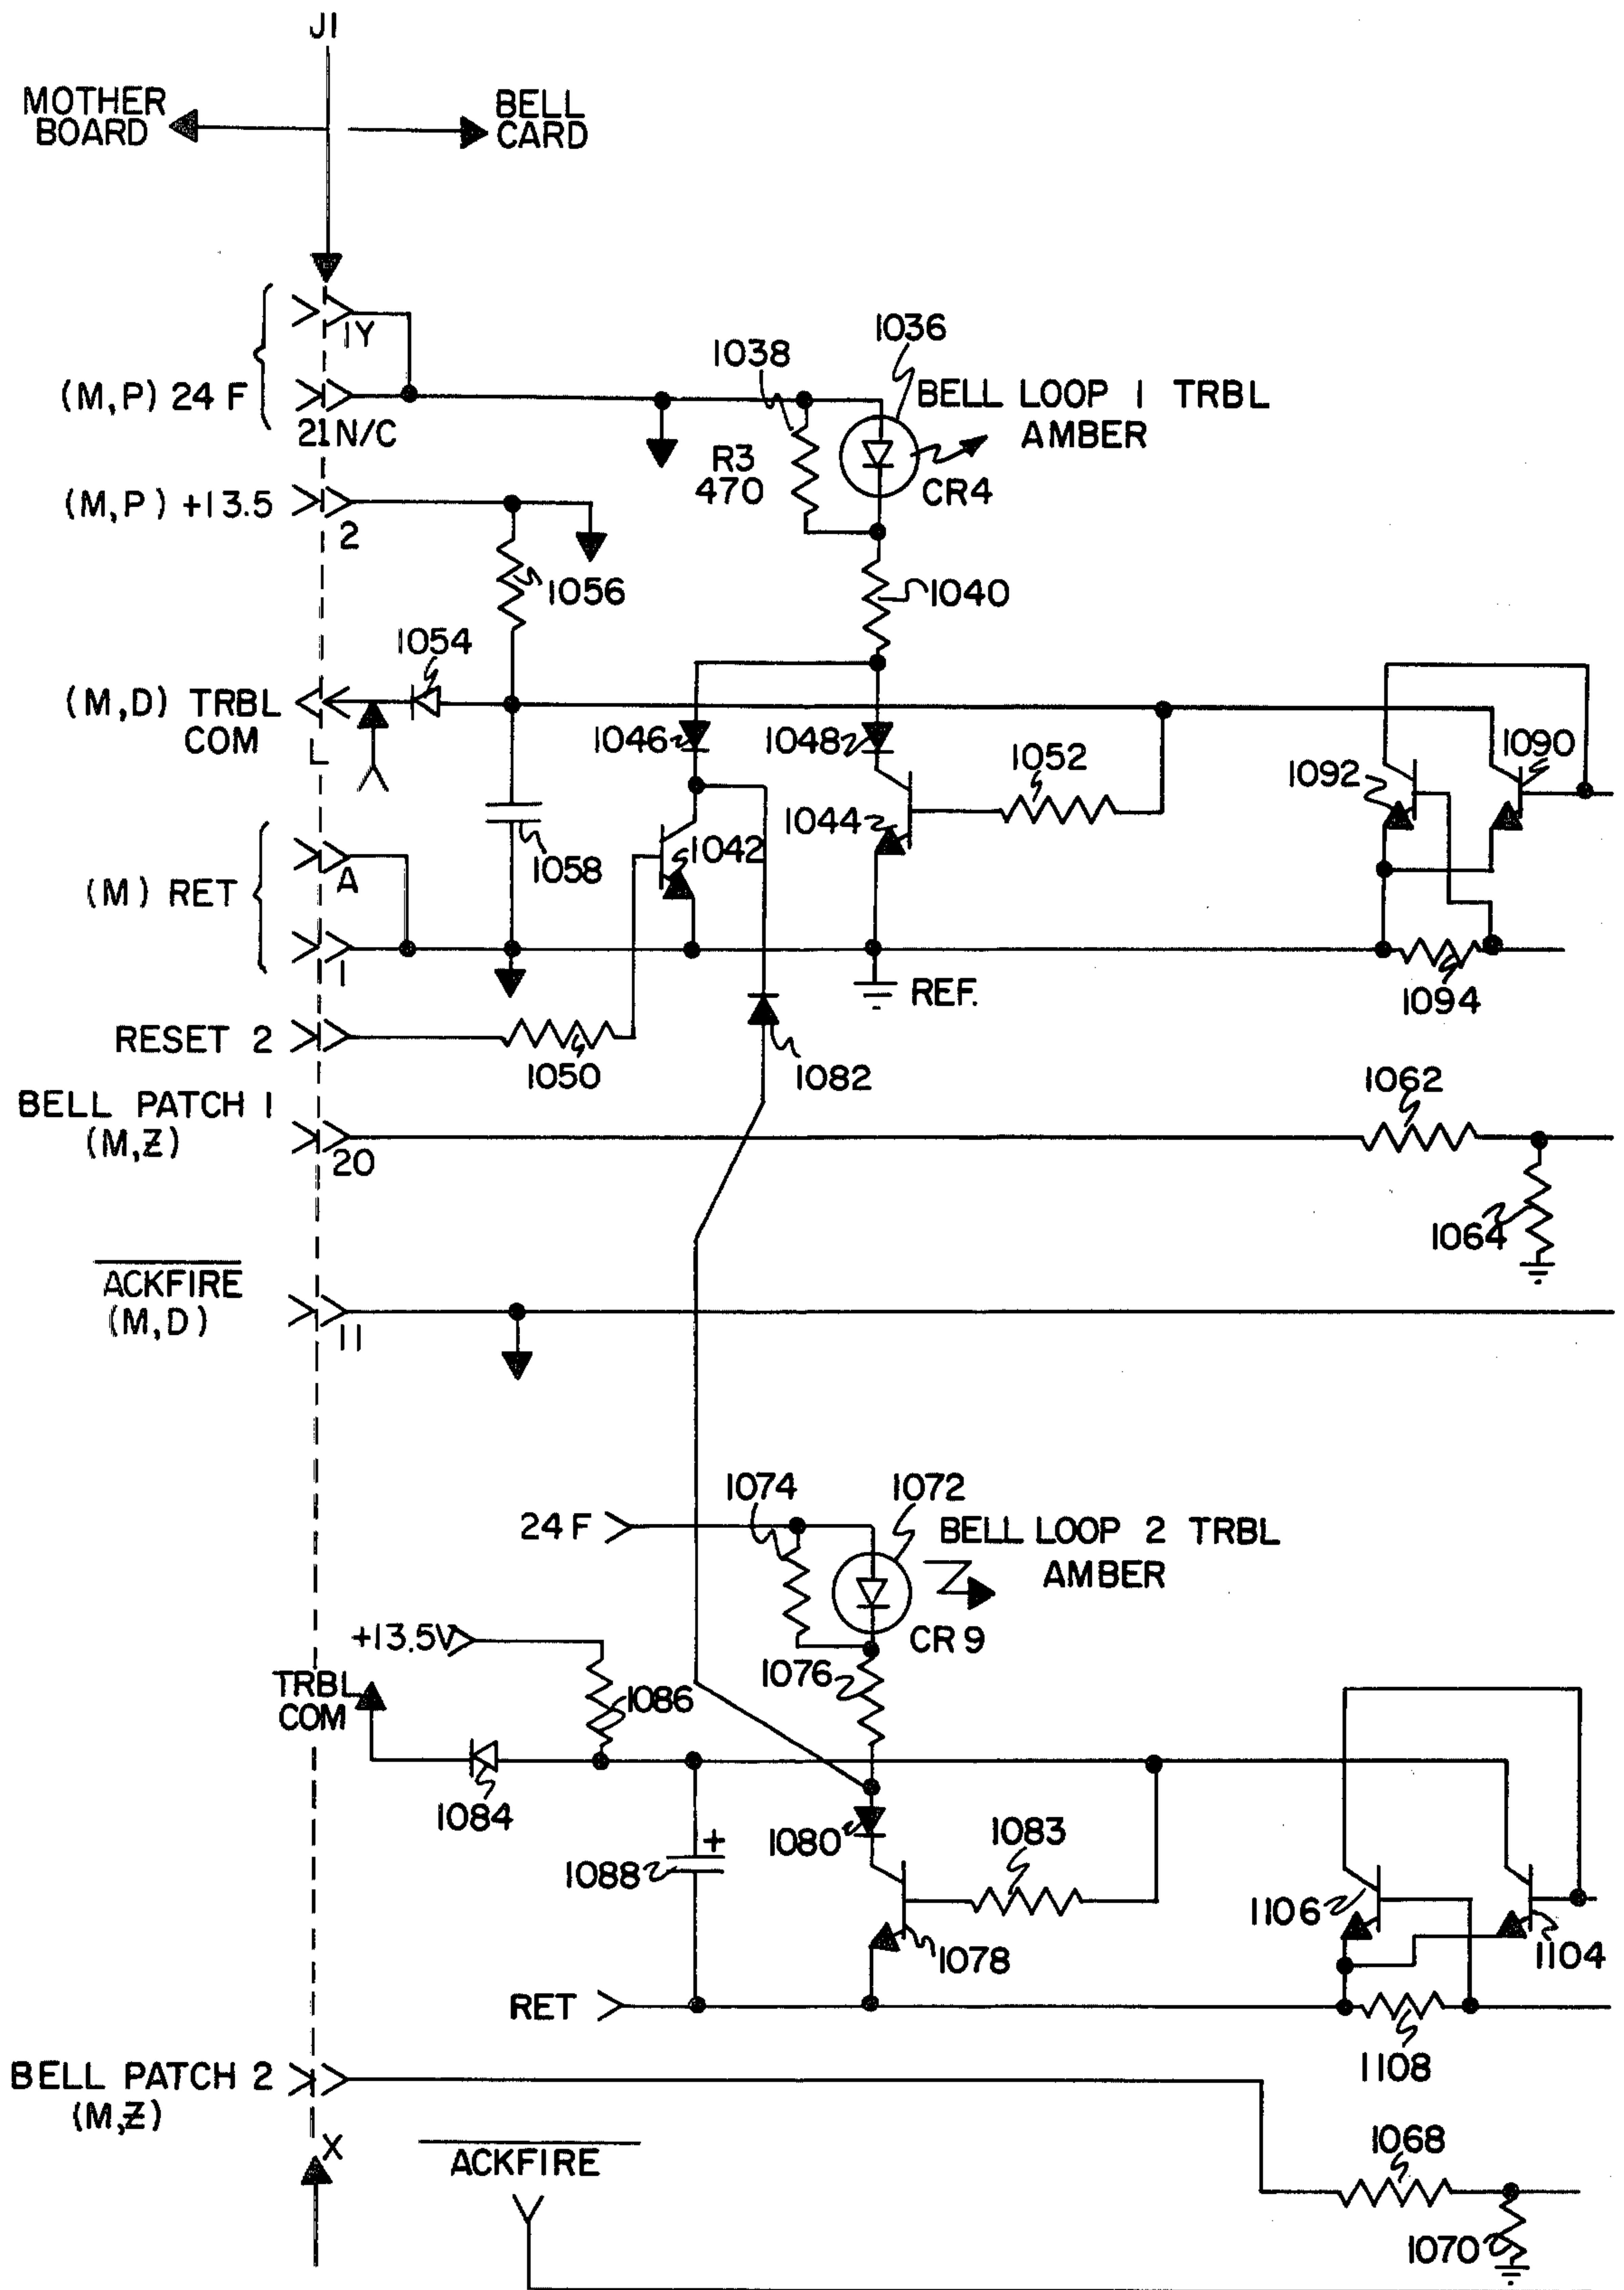 J1
MOTHER BOARD
BELL CARD
1Y
(M,P) 24 F
21 N/C
1038
1036
BELL LOOP 1 TRBL
AMBER
R3
470
CR4
(M,P) +13.5
2
1056
1040
1054
(M,D) TRBL
COM
L
1046
1048
1052
1092
1090
1044
1042
1058
(M) RET
A
1
REF.
1094
RESET 2
1050
1082
BELL PATCH 1
(M,Z)
20
1062
1064
ACKFIRE
(M,D)
11
1074
1072
24 F
BELL LOOP 2 TRBL
AMBER
CR9
+13.5V
1076
TRBL
COM
1086
1084
1080
1083
1088
+
1106
1104
1078
RET
1108
BELL PATCH 2
(M,Z)
X
ACKFIRE
1068
1070